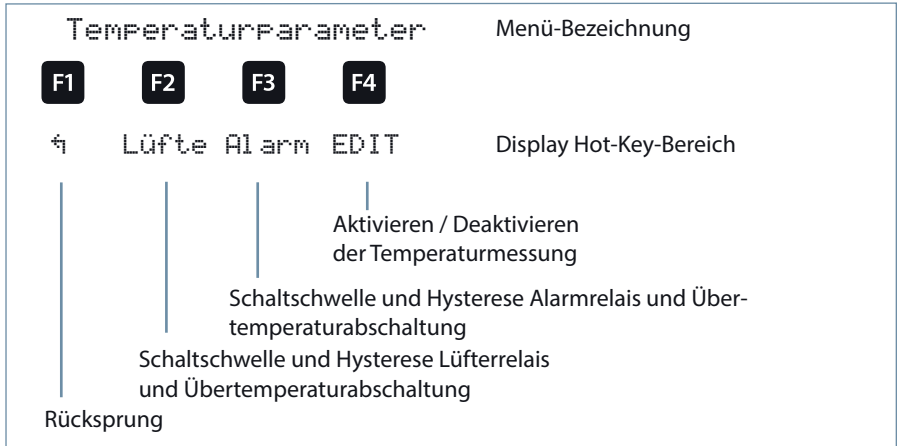 Temperaturparameter Menü-Bezeichnung
F1 F2 F3 F4
↰ Lüfte Alarm EDIT Display Hot-Key-Bereich
Aktivieren / Deaktivieren
der Temperaturmessung
Schaltschwelle und Hysterese Alarmrelais und Über-
temperaturabschaltung
Schaltschwelle und Hysterese Lüfterrelais
und Übertemperaturabschaltung
Rücksprung